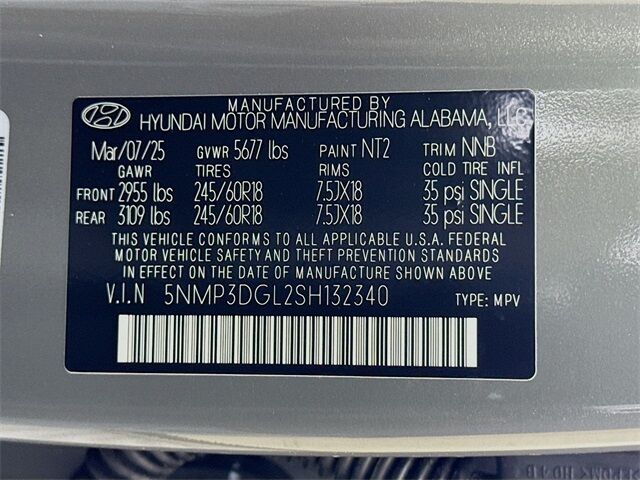 MANUFACTURED BY
HYUNDAI MOTOR MANUFACTURING ALABAMA, LLC
Mar/07/25 GVWR 5677 lbs PAINT NT2 TRIM NNB
GAWR TIRES RIMS COLD TIRE INFL
FRONT 2955 lbs 245/60R18 7.5JX18 35 psi SINGLE
REAR 3109 lbs 245/60R18 7.5JX18 35 psi SINGLE
THIS VEHICLE CONFORMS TO ALL APPLICABLE U.S.A. FEDERAL
MOTOR VEHICLE SAFETY AND THEFT PREVENTION STANDARDS
IN EFFECT ON THE DATE OF MANUFACTURE SHOWN ABOVE.
V.I.N 5NMP3DGL2SH132340 TYPE: MPV